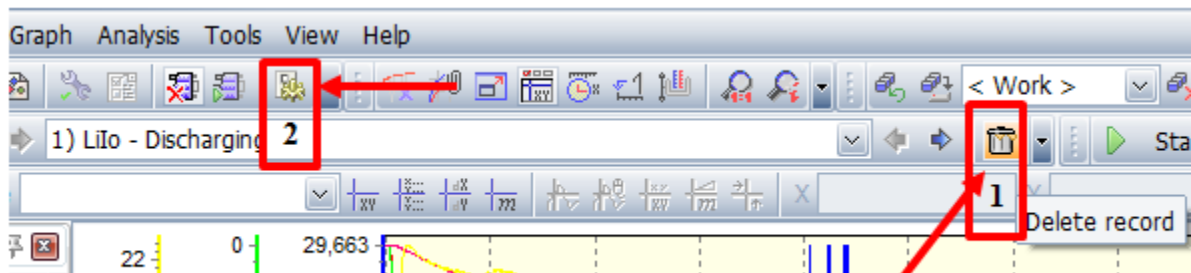 Graph Analysis Tools View Help
< Work >
1) LiIo - Discharging 2 Sta
1
Delete record
22 0 29,663